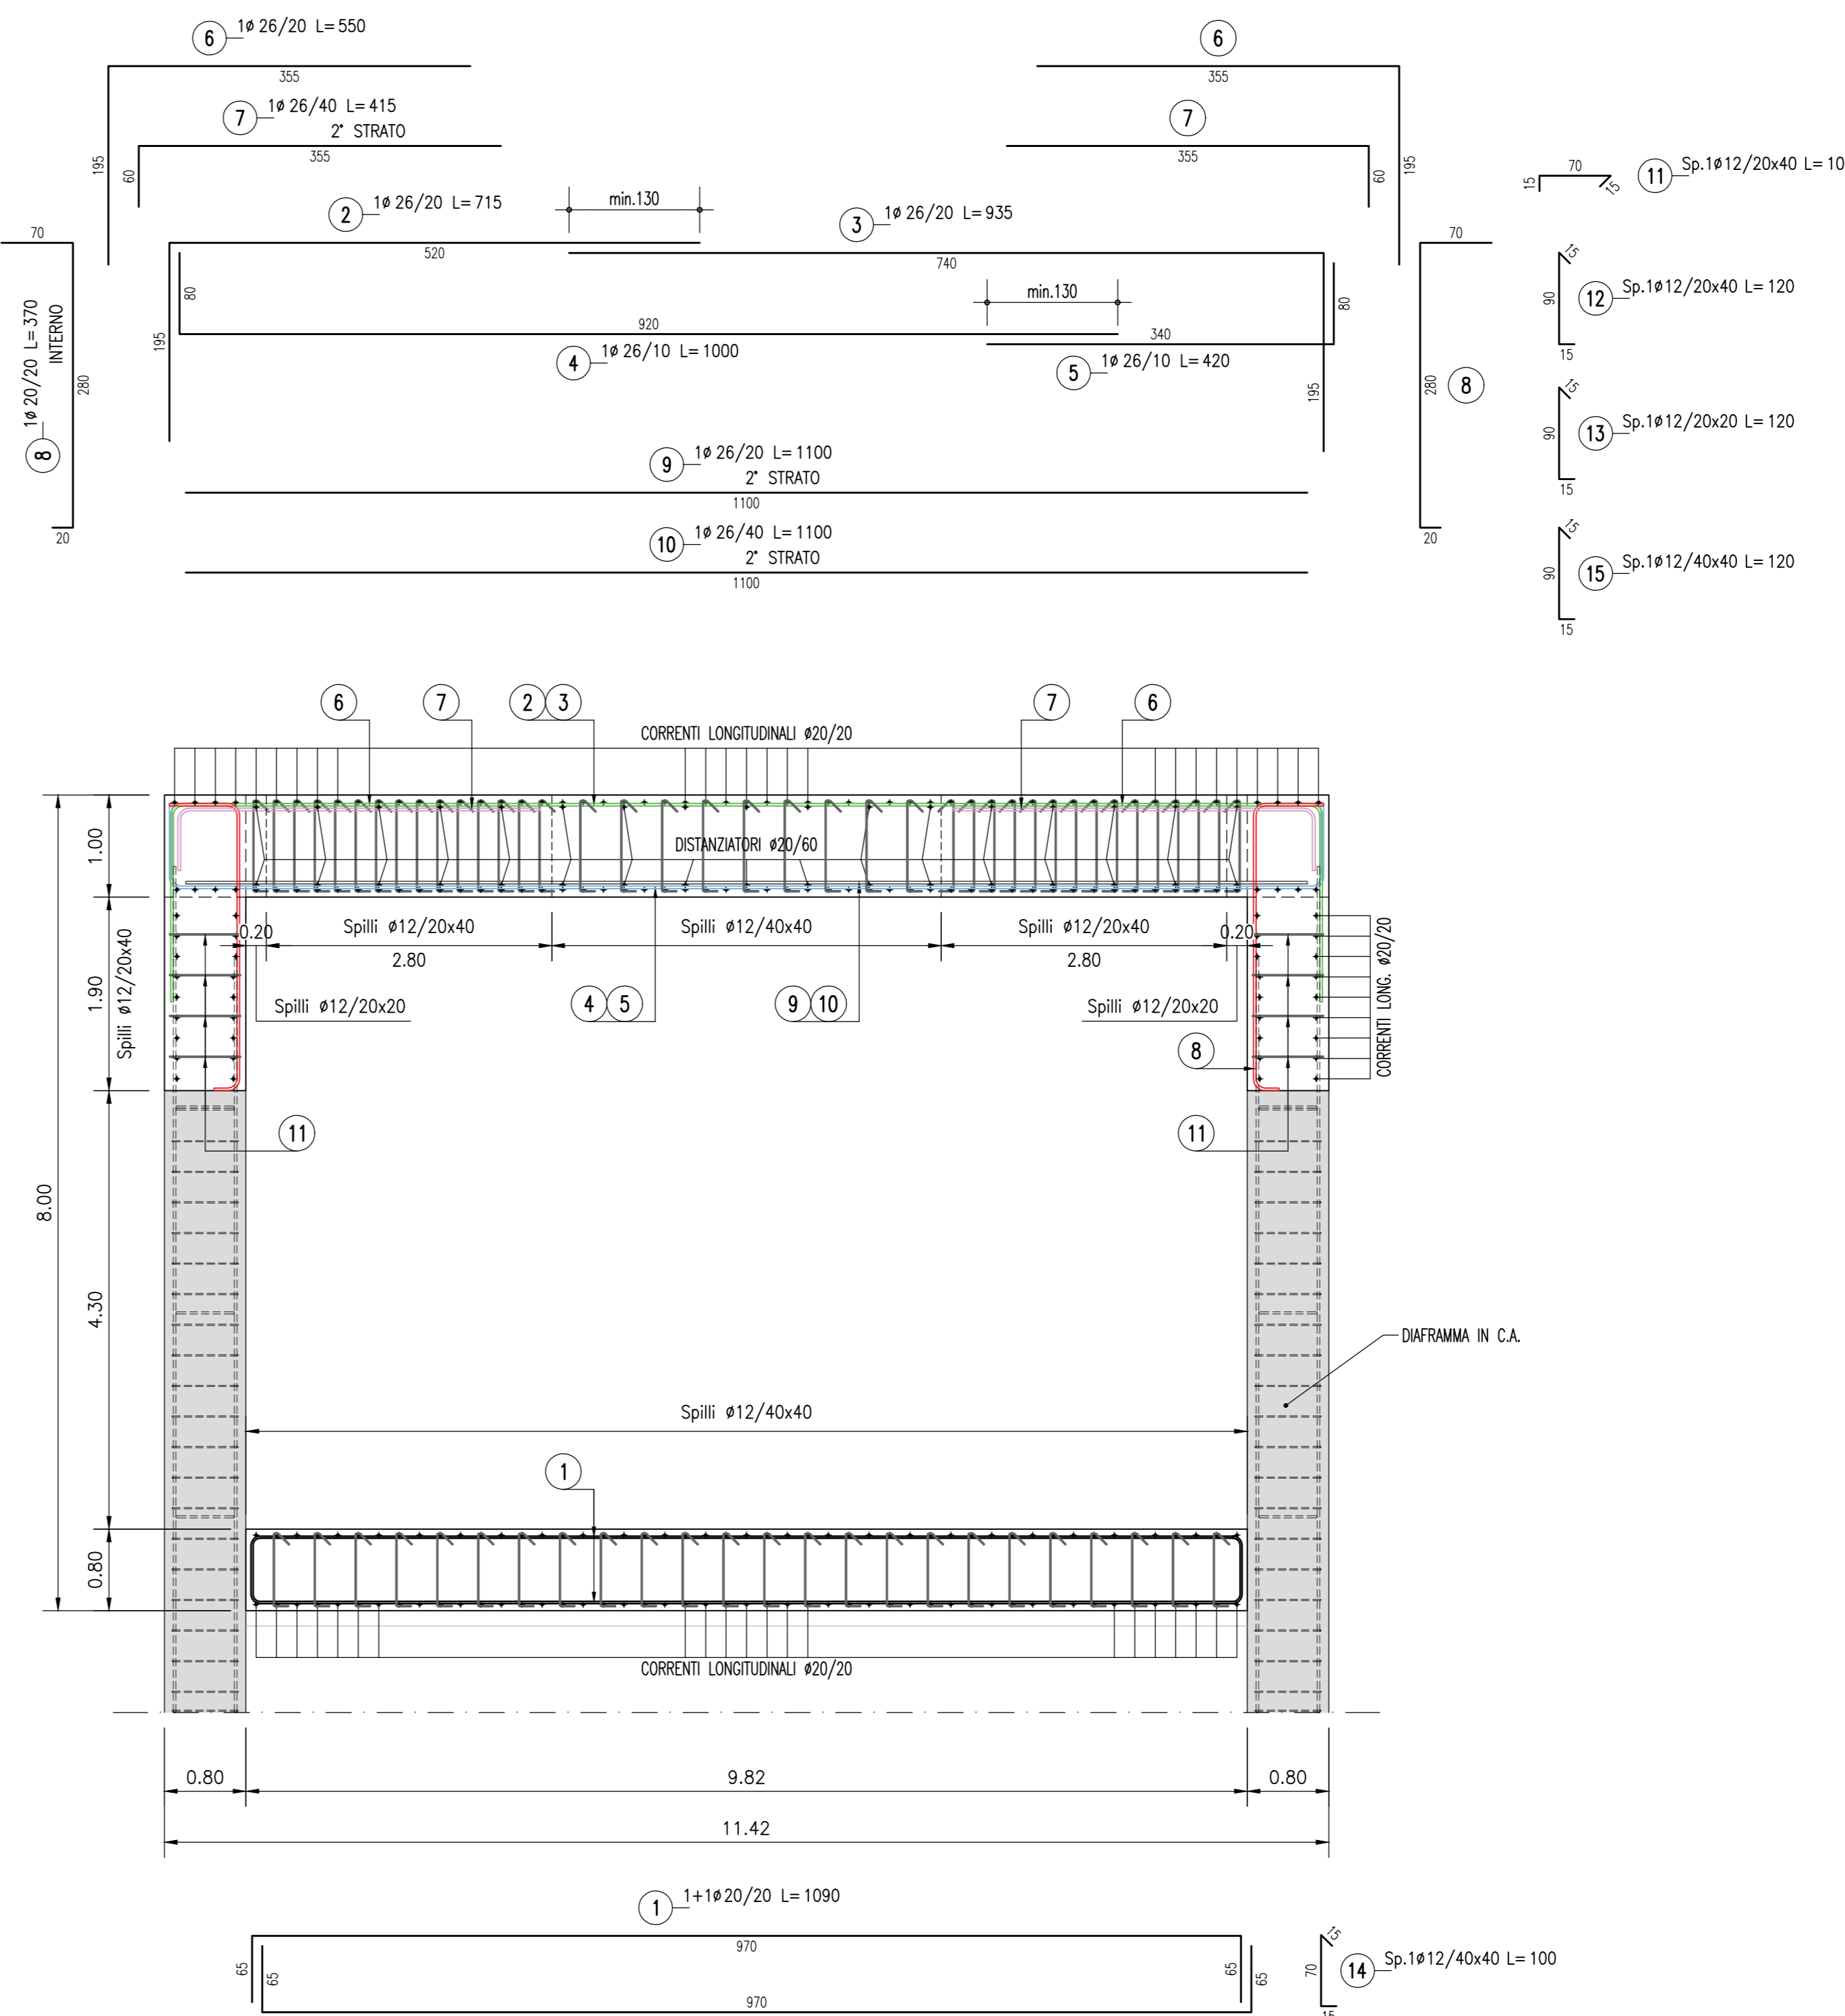 6 1ø 26/20 L=550
355
195
7 1ø 26/40 L=415
2° STRATO
355
60
6
355
195
7
355
60
11 Sp.1ø12/20x40 L=10
70
15
15
2 1ø 26/20 L=715
min.130
520
195
3 1ø 26/20 L=935
740
195
70
8 1ø 20/20 L=370
INTERNO
280
20
80
920
4 1ø 26/10 L=1000
min.130
340
80
5 1ø 26/10 L=420
70
280
8
20
15
90
12 Sp.1ø12/20x40 L=120
15
15
90
13 Sp.1ø12/20x20 L=120
15
9 1ø 26/20 L=1100
2° STRATO
1100
10 1ø 26/40 L=1100
2° STRATO
1100
15
90
15 Sp.1ø12/40x40 L=120
15
6
7
2 3
7
6
CORRENTI LONGITUDINALI ø20/20
DISTANZIATORI ø20/60
1.00
1.90
Spilli ø12/20x40
0.20
Spilli ø12/20x40
2.80
Spilli ø12/40x40
Spilli ø12/20x40
2.80
0.20
Spilli ø12/20x20
4 5
9 10
Spilli ø12/20x20
CORRENTI LONG. ø20/20
8
11
11
8.00
4.30
DIAFRAMMA IN C.A.
Spilli ø12/40x40
1
0.80
CORRENTI LONGITUDINALI ø20/20
0.80
9.82
0.80
11.42
1 1+1ø20/20 L=1090
970
65
65
65
65
970
15
70
14 Sp.1ø12/40x40 L=100
15